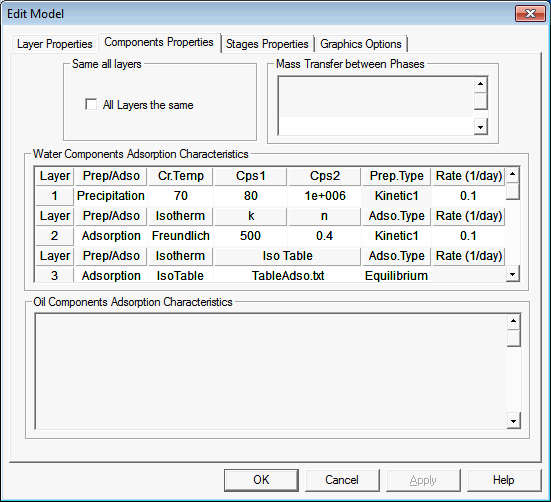 Edit Model
Layer Properties Components Properties Stages Properties Graphics Options
Same all layers Mass Transfer between Phases
All Layers the same
Water Components Adsorption Characteristics
Layer Prep/Adso Cr.Temp Cps1 Cps2 Prep.Type Rate (1/day)
1 Precipitation 70 80 1e+006 Kinetic1 0.1
Layer Prep/Adso Isotherm k n Adso.Type Rate (1/day)
2 Adsorption Freundlich 500 0.4 Kinetic1 0.1
Layer Prep/Adso Isotherm Iso Table Adso.Type Rate (1/day)
3 Adsorption IsoTable TableAdso.txt Equilibrium
Oil Components Adsorption Characteristics
OK Cancel Apply Help